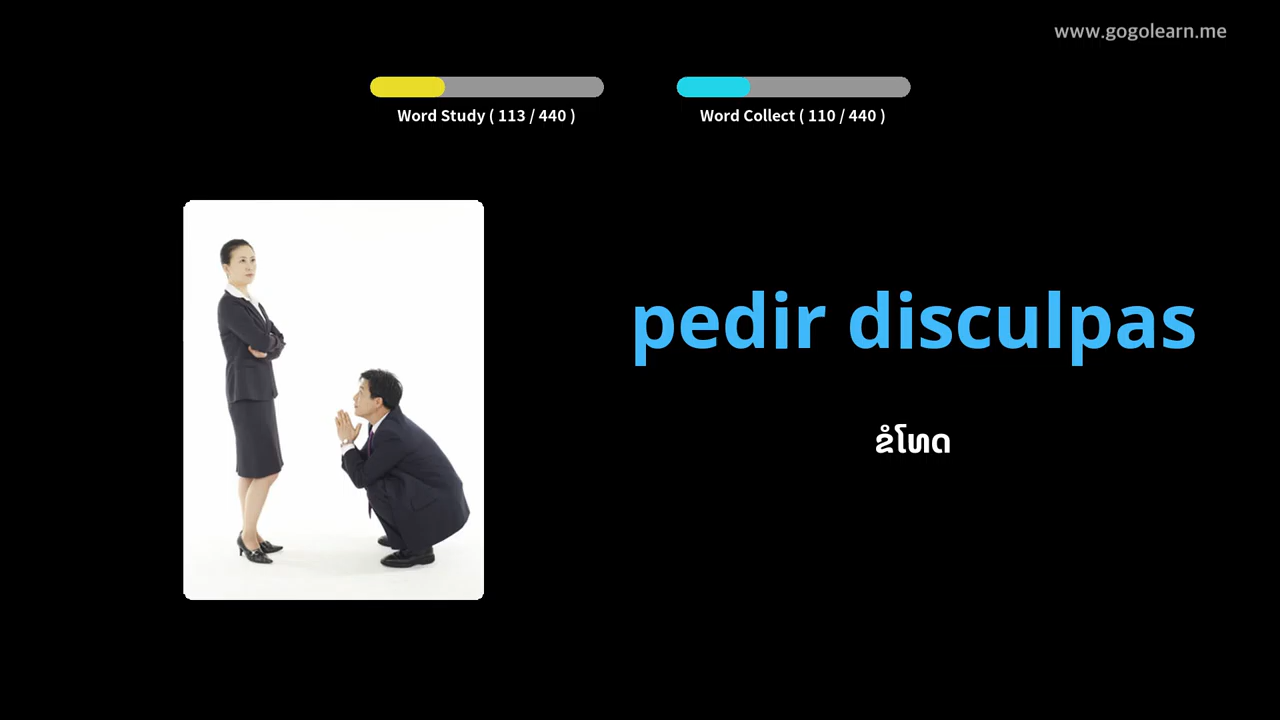 www.gogolearn.me
Word Study ( 113 / 440 )
Word Collect ( 110 / 440 )
pedir disculpas
ຂໍໂທດ